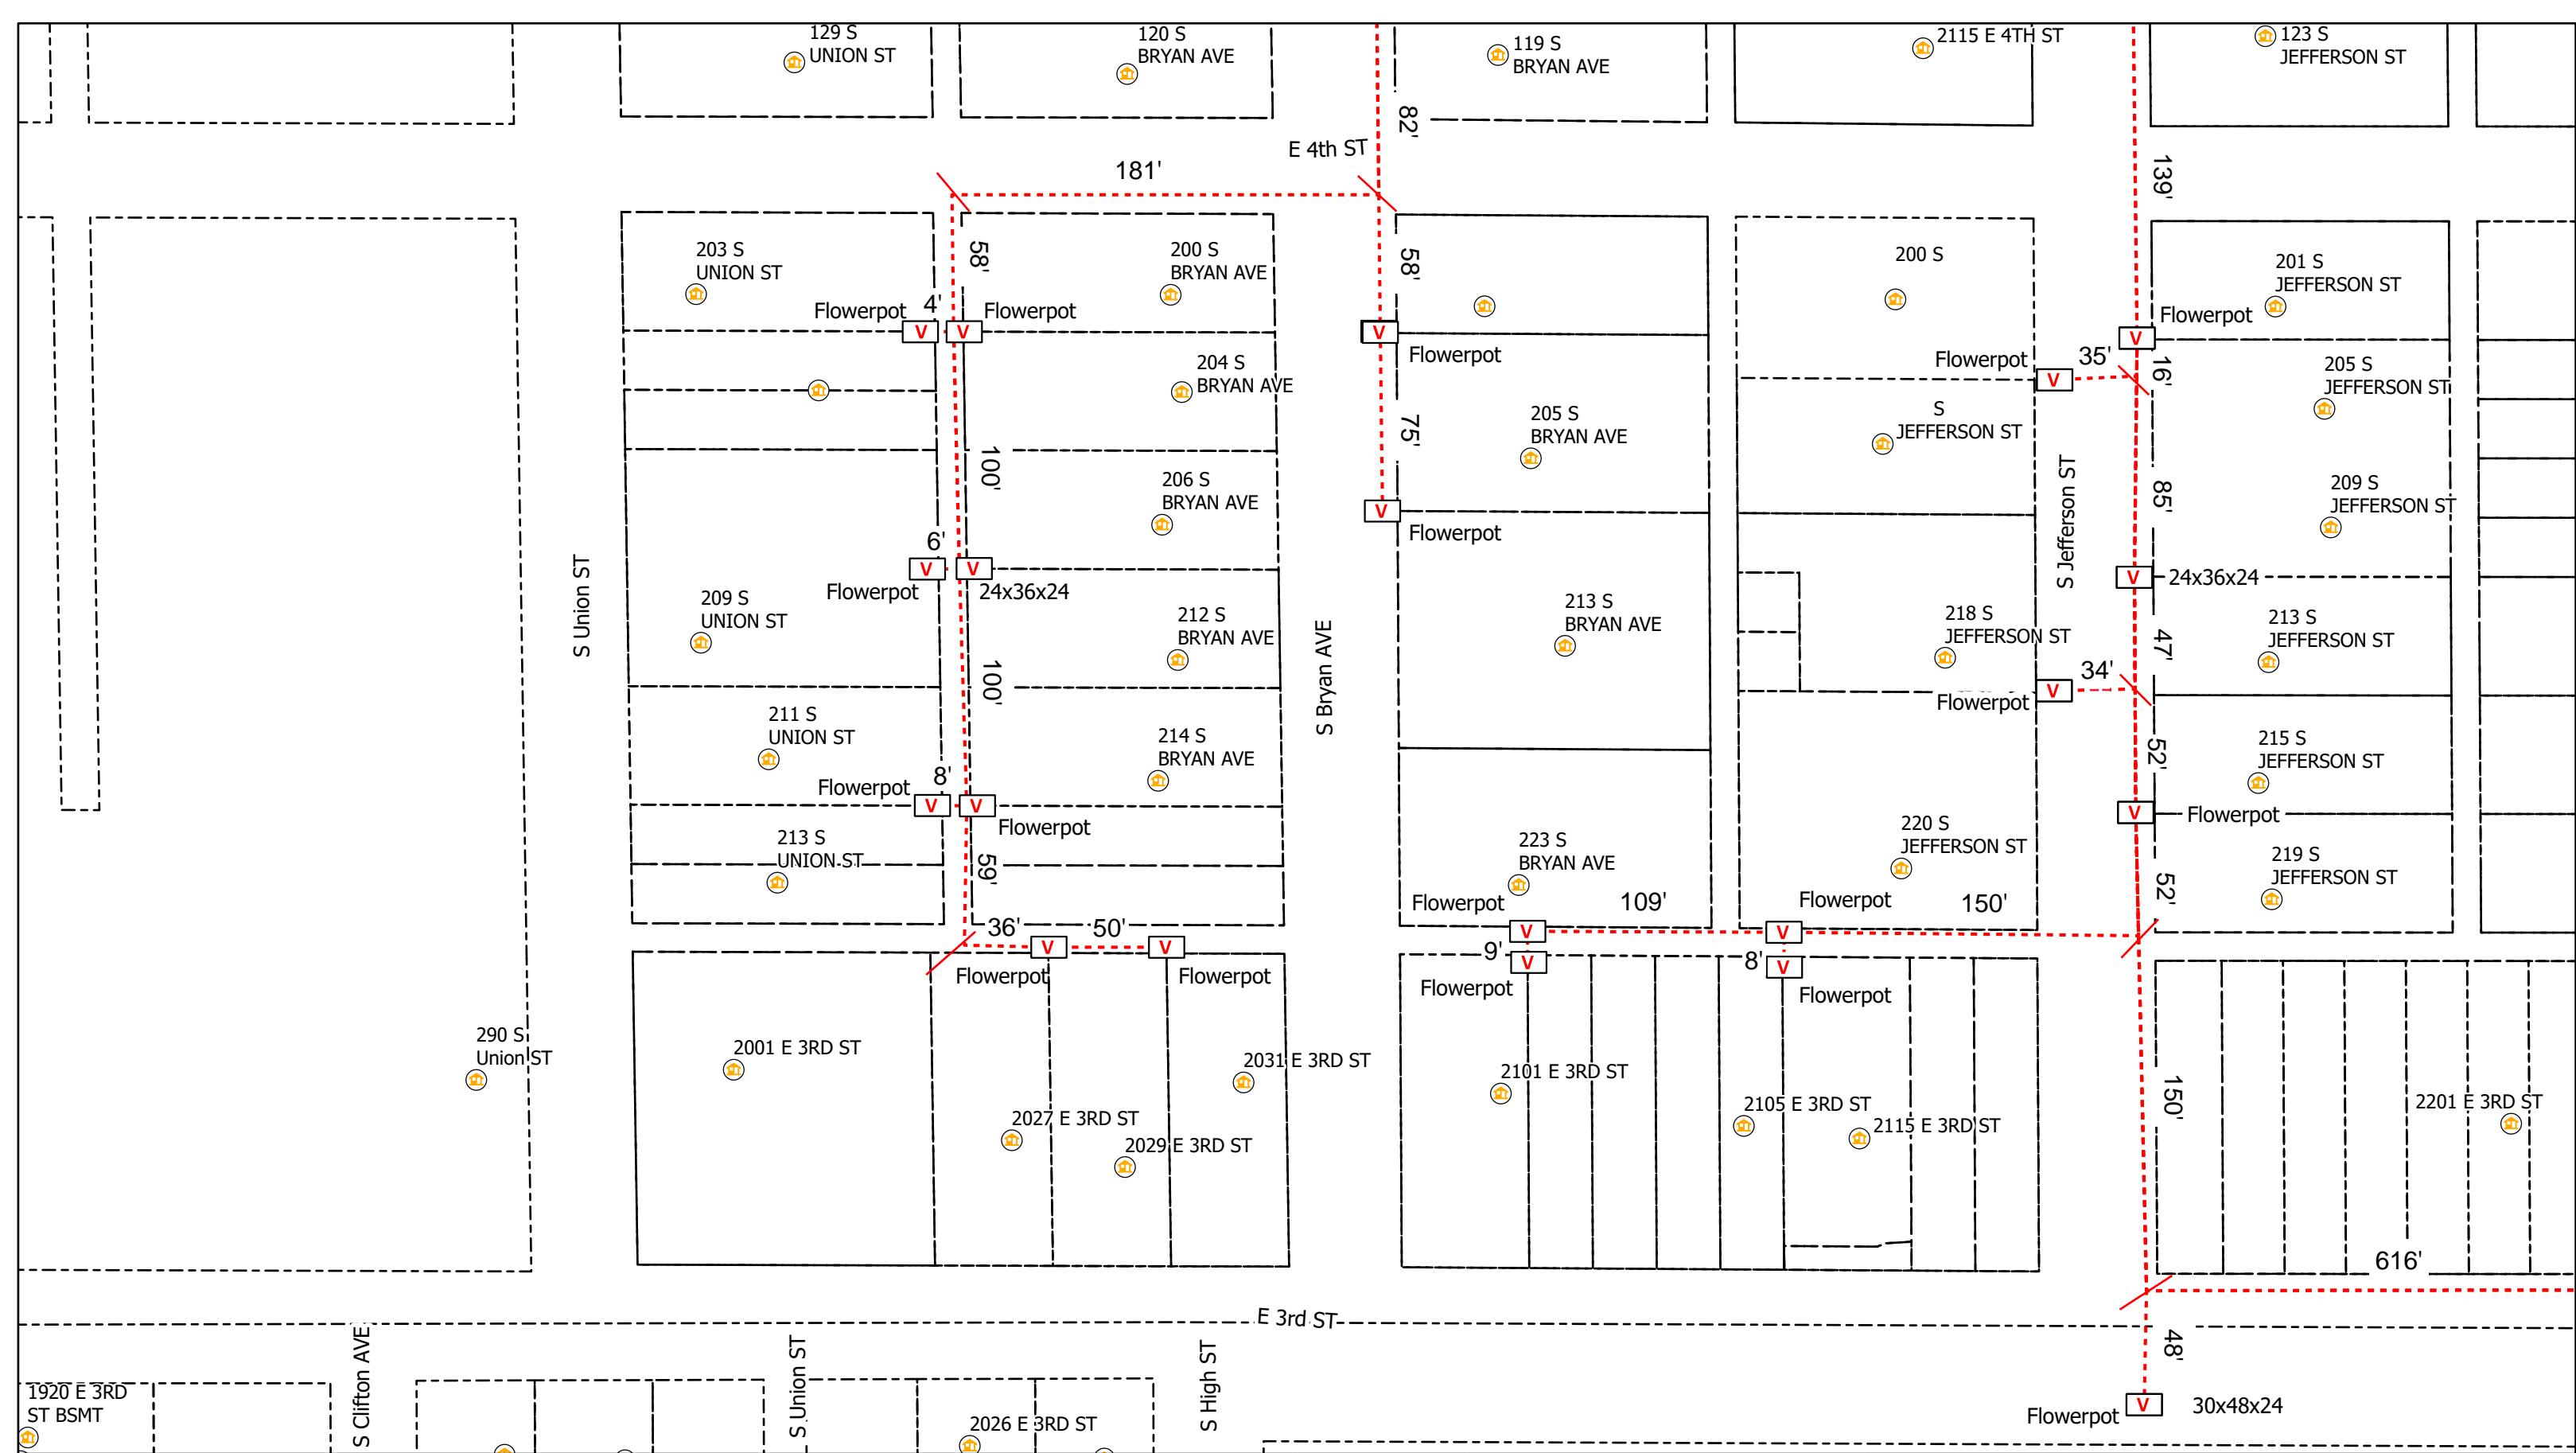 129 S
UNION ST
120 S
BRYAN AVE
119 S
BRYAN AVE
2115 E 4TH ST
123 S
JEFFERSON ST
82'
E 4th ST
181'
139'
203 S
UNION ST
58'
200 S
BRYAN AVE
58'
200 S
201 S
JEFFERSON ST
Flowerpot
4'
Flowerpot
V
V
V
Flowerpot
Flowerpot
V
Flowerpot
35'
V
16'
204 S
BRYAN AVE
205 S
JEFFERSON ST
75'
205 S
BRYAN AVE
S
JEFFERSON ST
100'
206 S
BRYAN AVE
S Jefferson ST
85'
209 S
JEFFERSON ST
V
Flowerpot
6'
V
V
Flowerpot
24x36x24
V
24x36x24
S Union ST
209 S
UNION ST
212 S
BRYAN AVE
213 S
BRYAN AVE
218 S
JEFFERSON ST
47'
213 S
JEFFERSON ST
S Bryan AVE
100'
34'
V
Flowerpot
211 S
UNION ST
214 S
BRYAN AVE
52'
215 S
JEFFERSON ST
8'
Flowerpot
V
V
Flowerpot
V
Flowerpot
213 S
UNION ST
59'
223 S
BRYAN AVE
220 S
JEFFERSON ST
219 S
JEFFERSON ST
52'
36'
50'
Flowerpot
109'
Flowerpot
150'
V
V
V
V
Flowerpot
Flowerpot
9'
V
Flowerpot
8'
V
Flowerpot
290 S
Union ST
2001 E 3RD ST
2031 E 3RD ST
2027 E 3RD ST
2029 E 3RD ST
2101 E 3RD ST
2105 E 3RD ST
2115 E 3RD ST
150'
2201 E 3RD ST
616'
E 3rd ST
48'
S Clifton AVE
S Union ST
S High ST
1920 E 3RD
ST BSMT
2026 E 3RD ST
Flowerpot
V
30x48x24